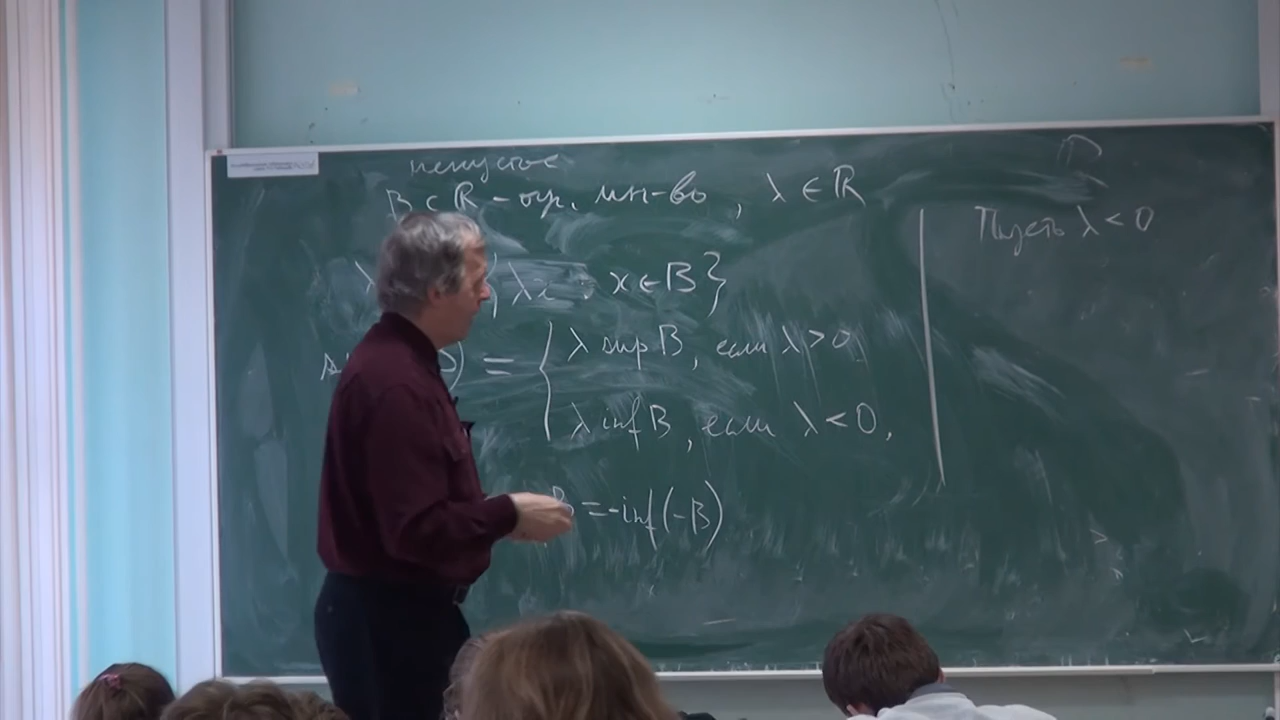 непустое
B ⊂ ℝ - огр. мн-во, λ ∈ ℝ
λ {λx : x ∈ B}
= { λ sup B, если λ > 0
λ inf B, если λ < 0,
B = -inf(-B)
Пусть λ < 0